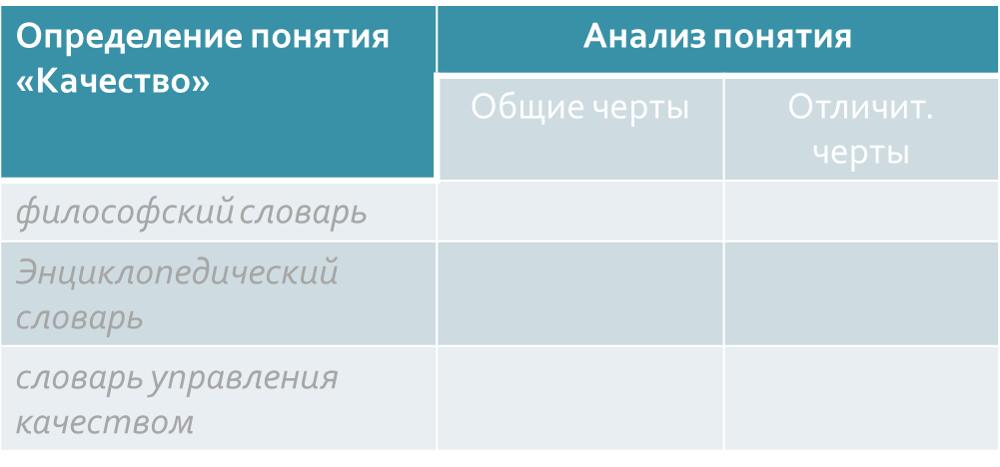 Определение понятия
«Качество»
Анализ понятия
Общие черты
Отличит.
черты
философский словарь
Энциклопедический
словарь
словарь управления
качеством